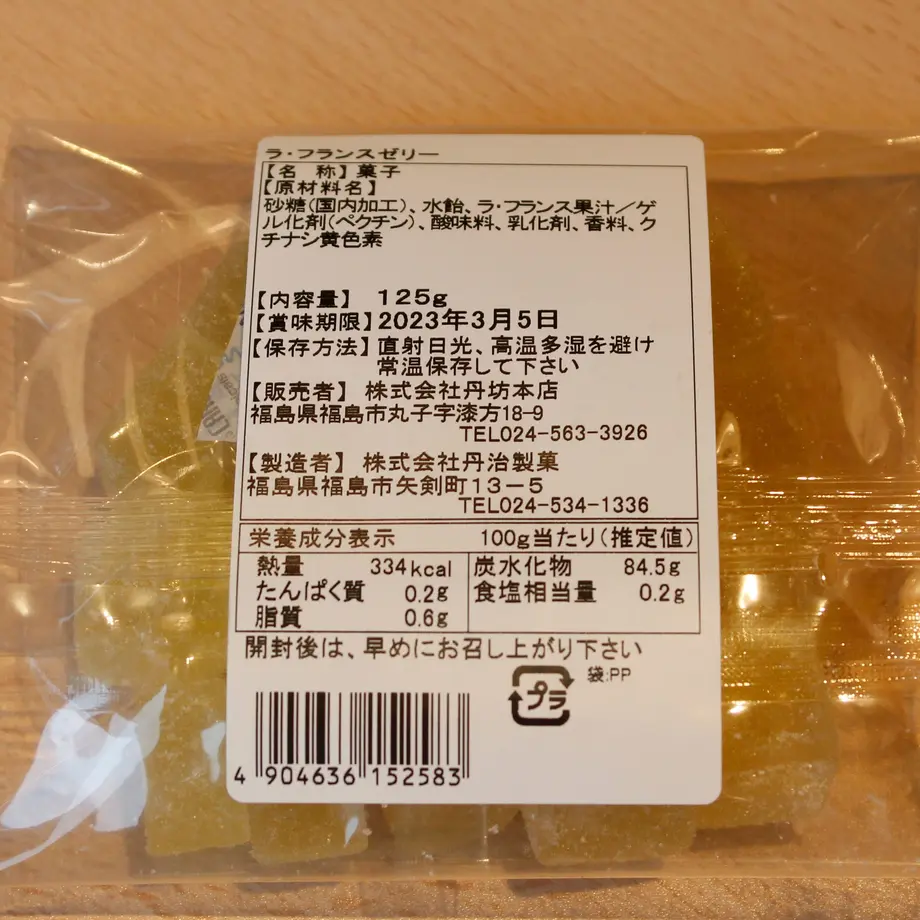 ラ・フランスゼリー
【名　称】菓子
【原材料名】
砂糖(国内加工)、水飴、ラ・フランス果汁／ゲ
ル化剤(ペクチン)、酸味料、乳化剤、香料、ク
チナシ黄色素
【内容量】　125g
【賞味期限】2023年3月5日
【保存方法】直射日光、高温多湿を避け
常温保存して下さい
【販売者】　株式会社丹坊本店
福島県福島市丸子字漆方18-9
TEL024-563-3926
【製造者】　株式会社丹治製菓
福島県福島市矢剣町13-5
TEL024-534-1336
栄養成分表示　100g当たり(推定値)
熱量　334kcal　炭水化物　84.5g
たんぱく質　0.2g　食塩相当量　0.2g
脂質　0.6g
開封後は、早めにお召し上がり下さい
プラ　袋:PP
4 904636 152583